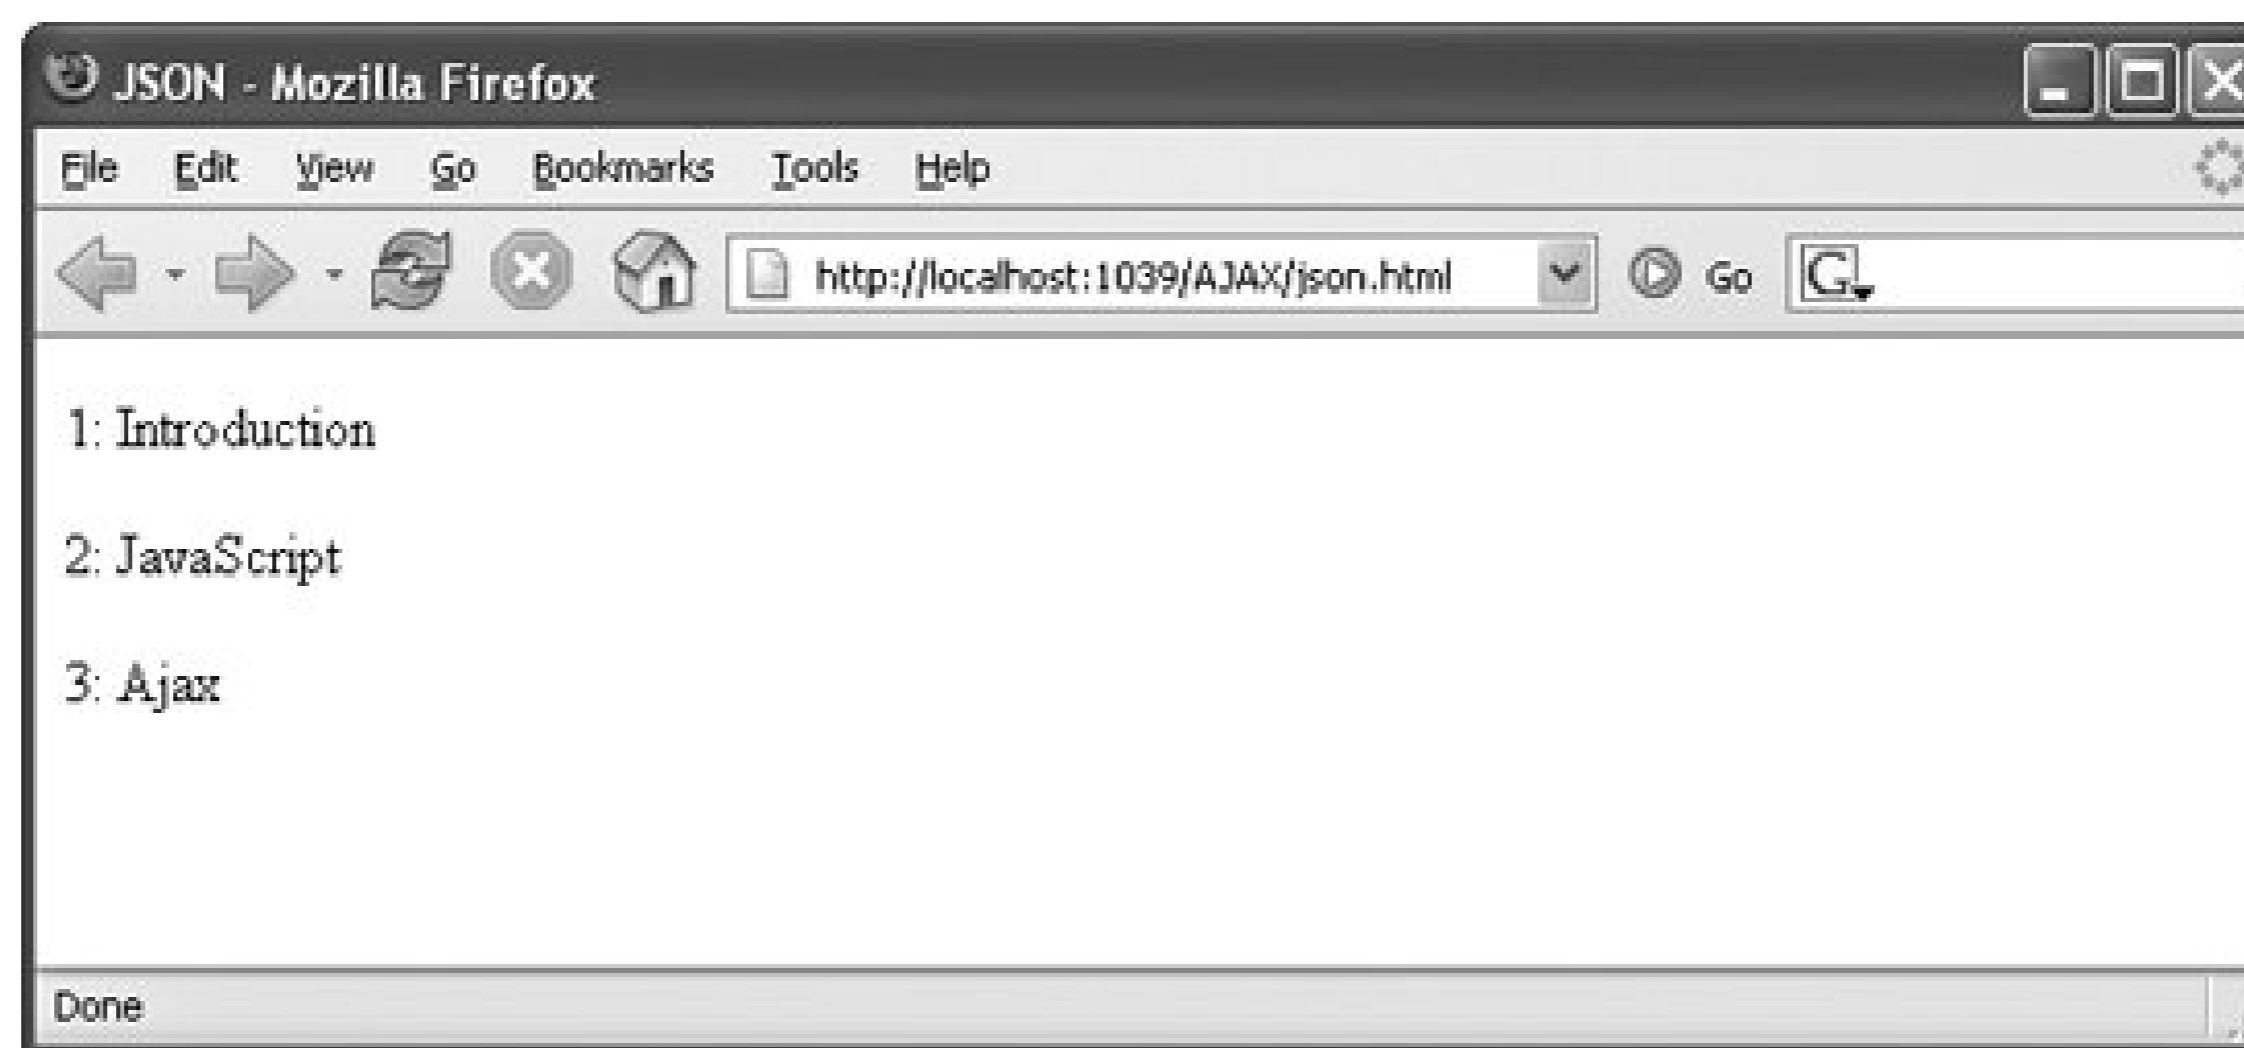 JSON - Mozilla Firefox
File Edit View Go Bookmarks Tools Help
http://localhost:1039/AJAX/json.html Go G
1: Introduction
2: JavaScript
3: Ajax
Done